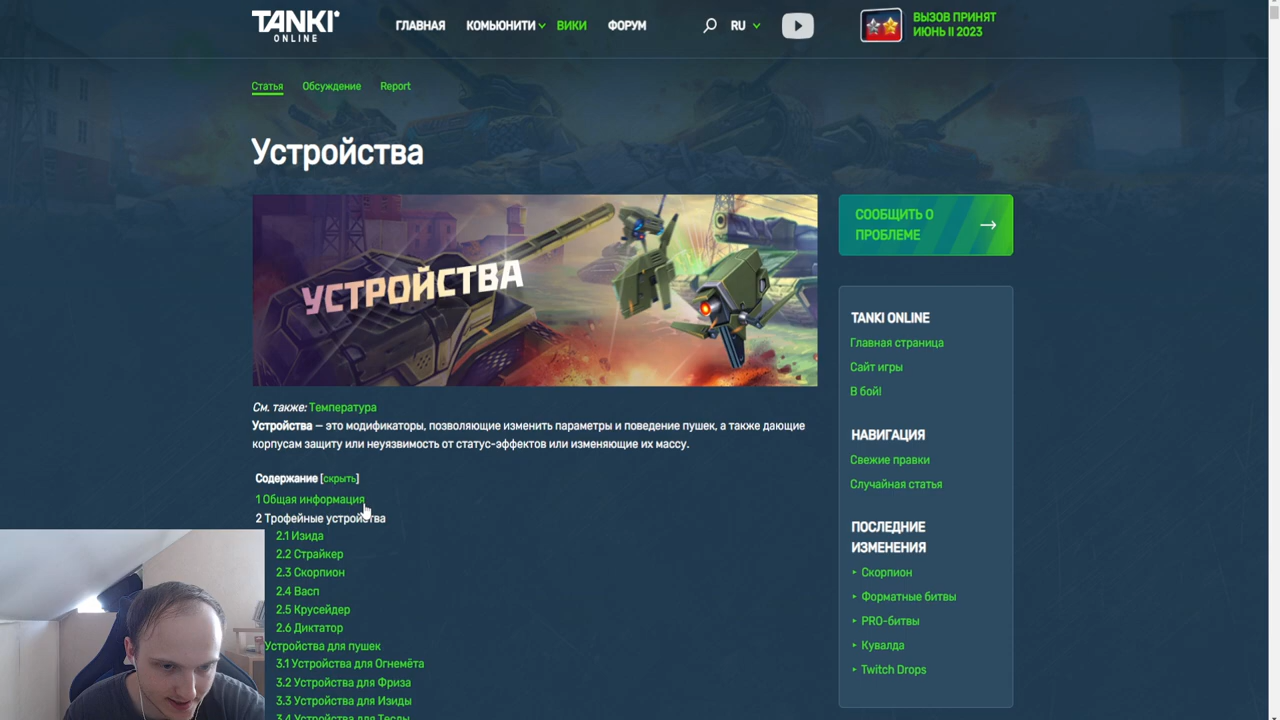 TANKI
ONLINE
ГЛАВНАЯ
КОМЬЮНИТИ
ВИКИ
ФОРУМ
RU
ВЫЗОВ ПРИНЯТ
ИЮНЬ II 2023
Статья
Обсуждение
Report
Устройства
УСТРОЙСТВА
СООБЩИТЬ О
ПРОБЛЕМЕ
См. также: Температура
Устройства — это модификаторы, позволяющие изменить параметры и поведение пушек, а также дающие
корпусам защиту или неуязвимость от статус-эффектов или изменяющие их массу.
Содержание [скрыть]
1 Общая информация
2 Трофейные устройства
2.1 Изида
2.2 Страйкер
2.3 Скорпион
2.4 Васп
2.5 Крусейдер
2.6 Диктатор
Устройства для пушек
3.1 Устройства для Огнемёта
3.2 Устройства для Фриза
3.3 Устройства для Изиды
3.4 Устройства для Теслы
TANKI ONLINE
Главная страница
Сайт игры
В бой!
НАВИГАЦИЯ
Свежие правки
Случайная статья
ПОСЛЕДНИЕ
ИЗМЕНЕНИЯ
Скорпион
Форматные битвы
PRO-битвы
Кувалда
Twitch Drops